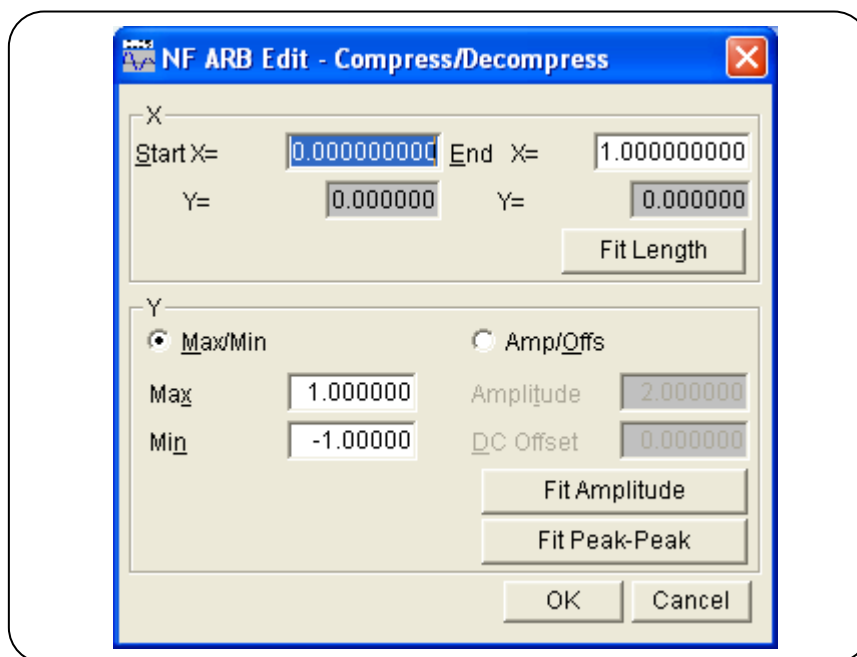 NF ARB Edit - Compress/Decompress
X
Start X= 0.000000000 End X= 1.000000000
Y= 0.000000 Y= 0.000000
Fit Length
Y
Max/Min Amp/Offs
Max 1.000000 Amplitude 2.000000
Min -1.00000 DC Offset 0.000000
Fit Amplitude
Fit Peak-Peak
OK Cancel